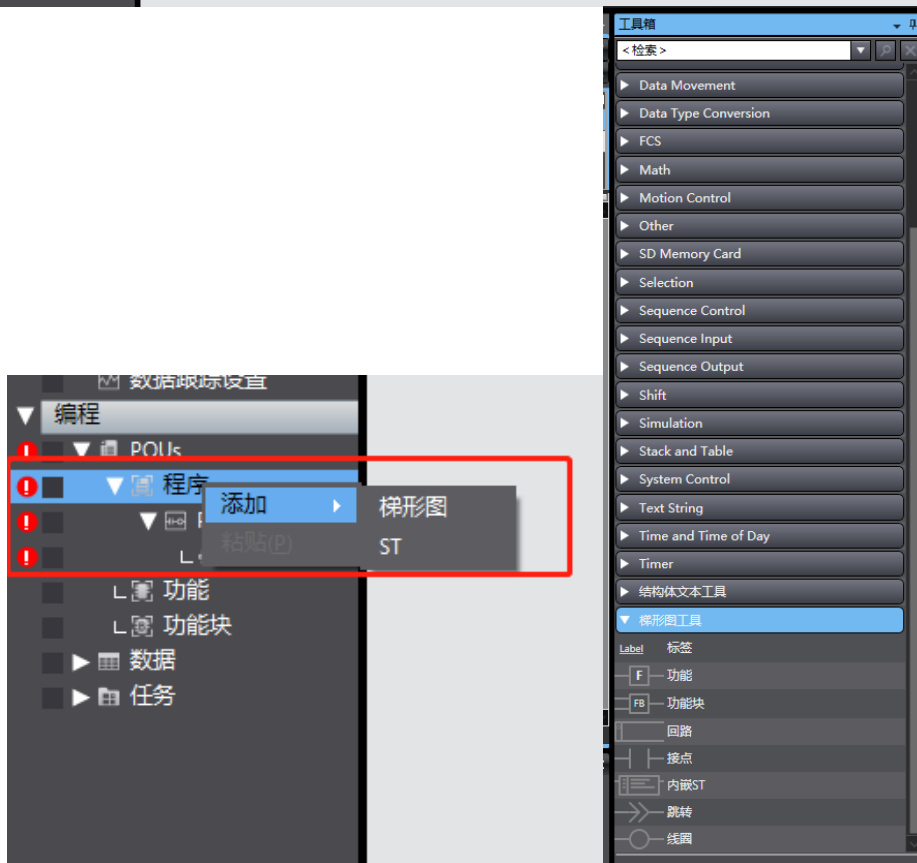 数据跟踪设置
编程
POUs
程序
添加
粘贴(P)
梯形图
ST
功能
功能块
数据
任务
工具箱
<检索>
Data Movement
Data Type Conversion
FCS
Math
Motion Control
Other
SD Memory Card
Selection
Sequence Control
Sequence Input
Sequence Output
Shift
Simulation
Stack and Table
System Control
Text String
Time and Time of Day
Timer
结构体文本工具
梯形图工具
Label 标签
F 功能
FB 功能块
回路
接点
内嵌ST
跳转
线圈